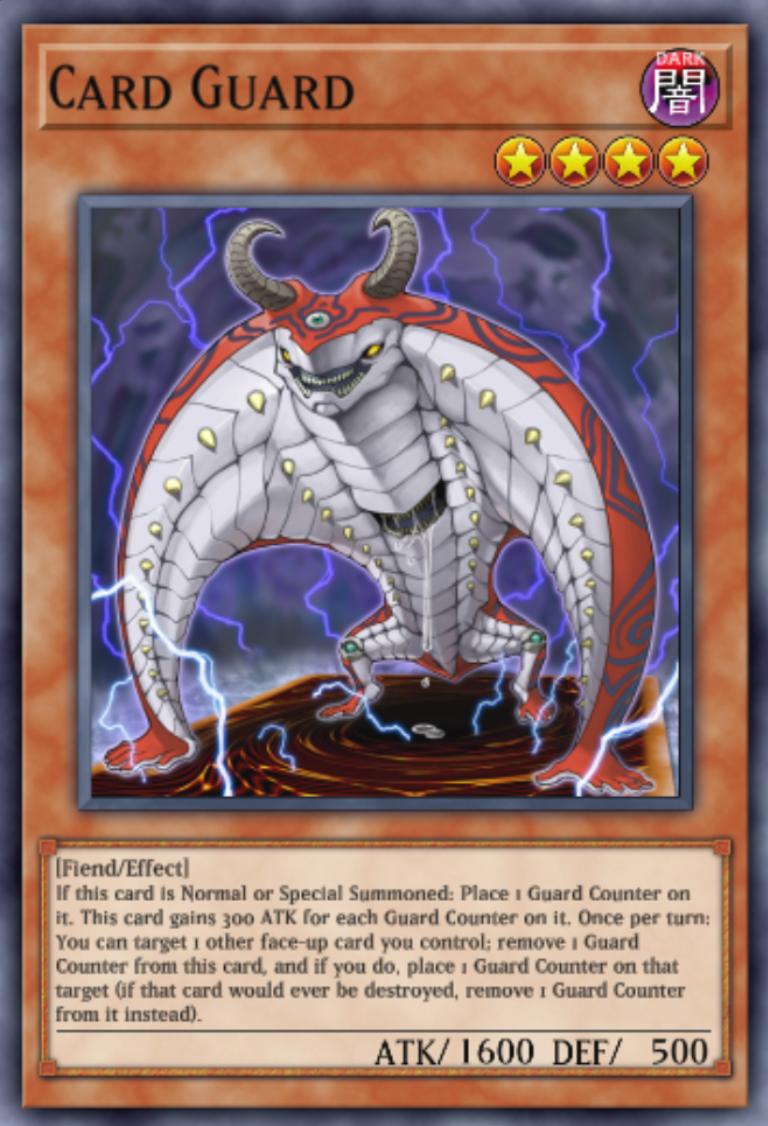 CARD GUARD
DARK
闇
[Fiend/Effect]
If this card is Normal or Special Summoned: Place 1 Guard Counter on
it. This card gains 300 ATK for each Guard Counter on it. Once per turn:
You can target 1 other face-up card you control; remove 1 Guard
Counter from this card, and if you do, place 1 Guard Counter on that
target (if that card would ever be destroyed, remove 1 Guard Counter
from it instead).
ATK/ 1600 DEF/ 500